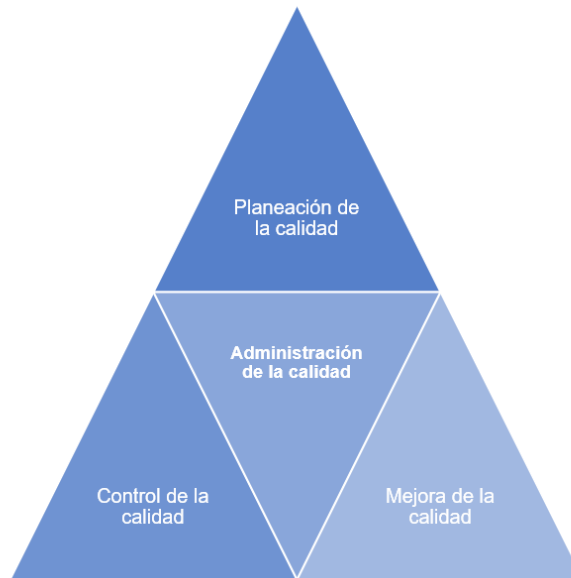 Planeación de
la calidad
Administración
de la calidad
Control de la
calidad
Mejora de la
calidad